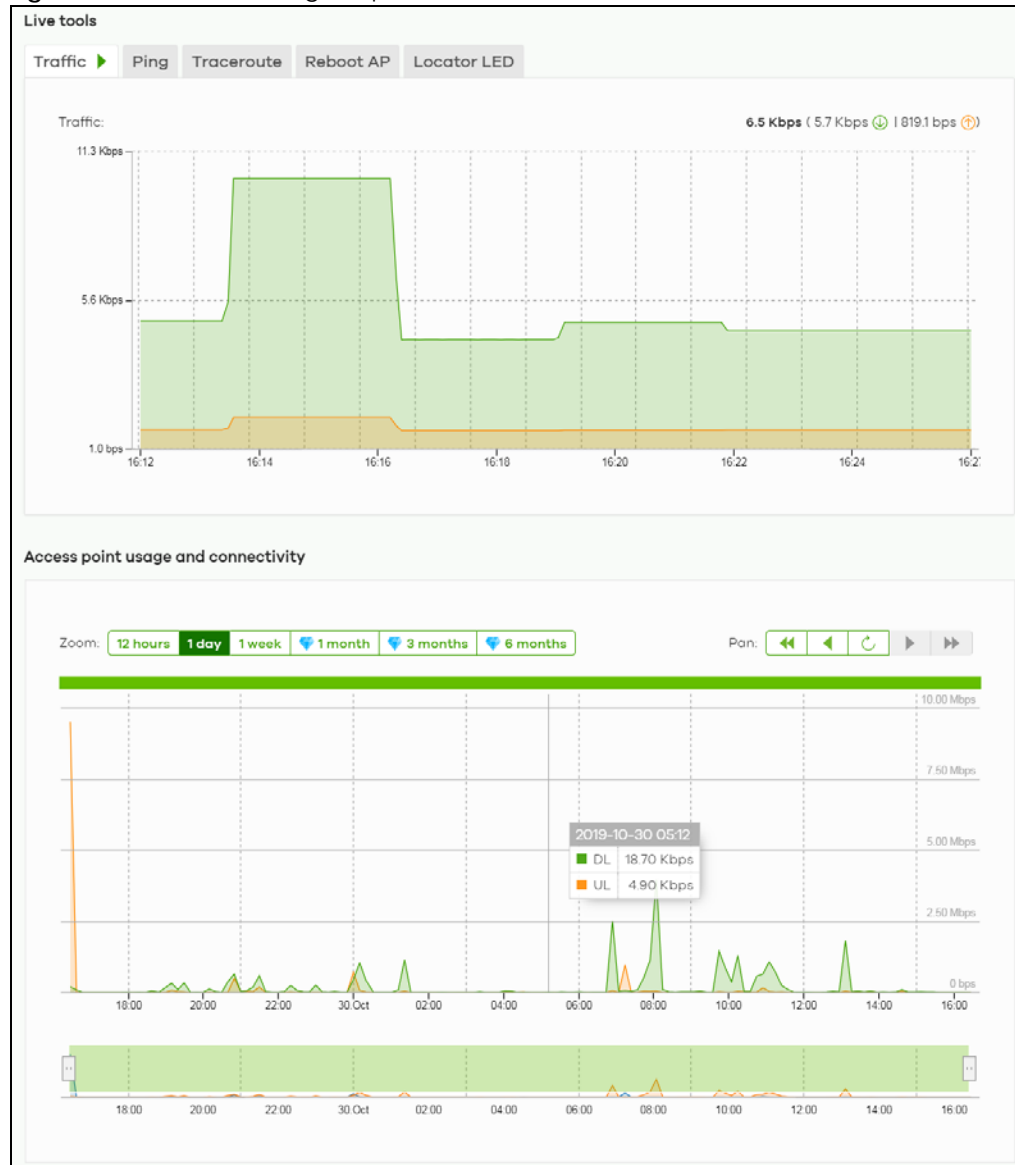 Live tools
Traffic Ping Traceroute Reboot AP Locator LED
Traffic: 6.5 Kbps ( 5.7 Kbps | 819.1 bps )
11.3 Kbps
5.6 Kbps
1.0 bps
16:12 16:14 16:16 16:18 16:20 16:22 16:24
Access point usage and connectivity
Zoom: 12 hours 1 day 1 week 1 month 3 months 6 months Pan:
10.00 Mbps
7.50 Mbps
5.00 Mbps
2019-10-30 05:12
DL 18.70 Kbps
UL 4.90 Kbps
2.50 Mbps
0 bps
18:00 20:00 22:00 30.Oct 02:00 04:00 06:00 08:00 10:00 12:00 14:00 16:00
18:00 20:00 22:00 30.Oct 02:00 04:00 06:00 08:00 10:00 12:00 14:00 16:00